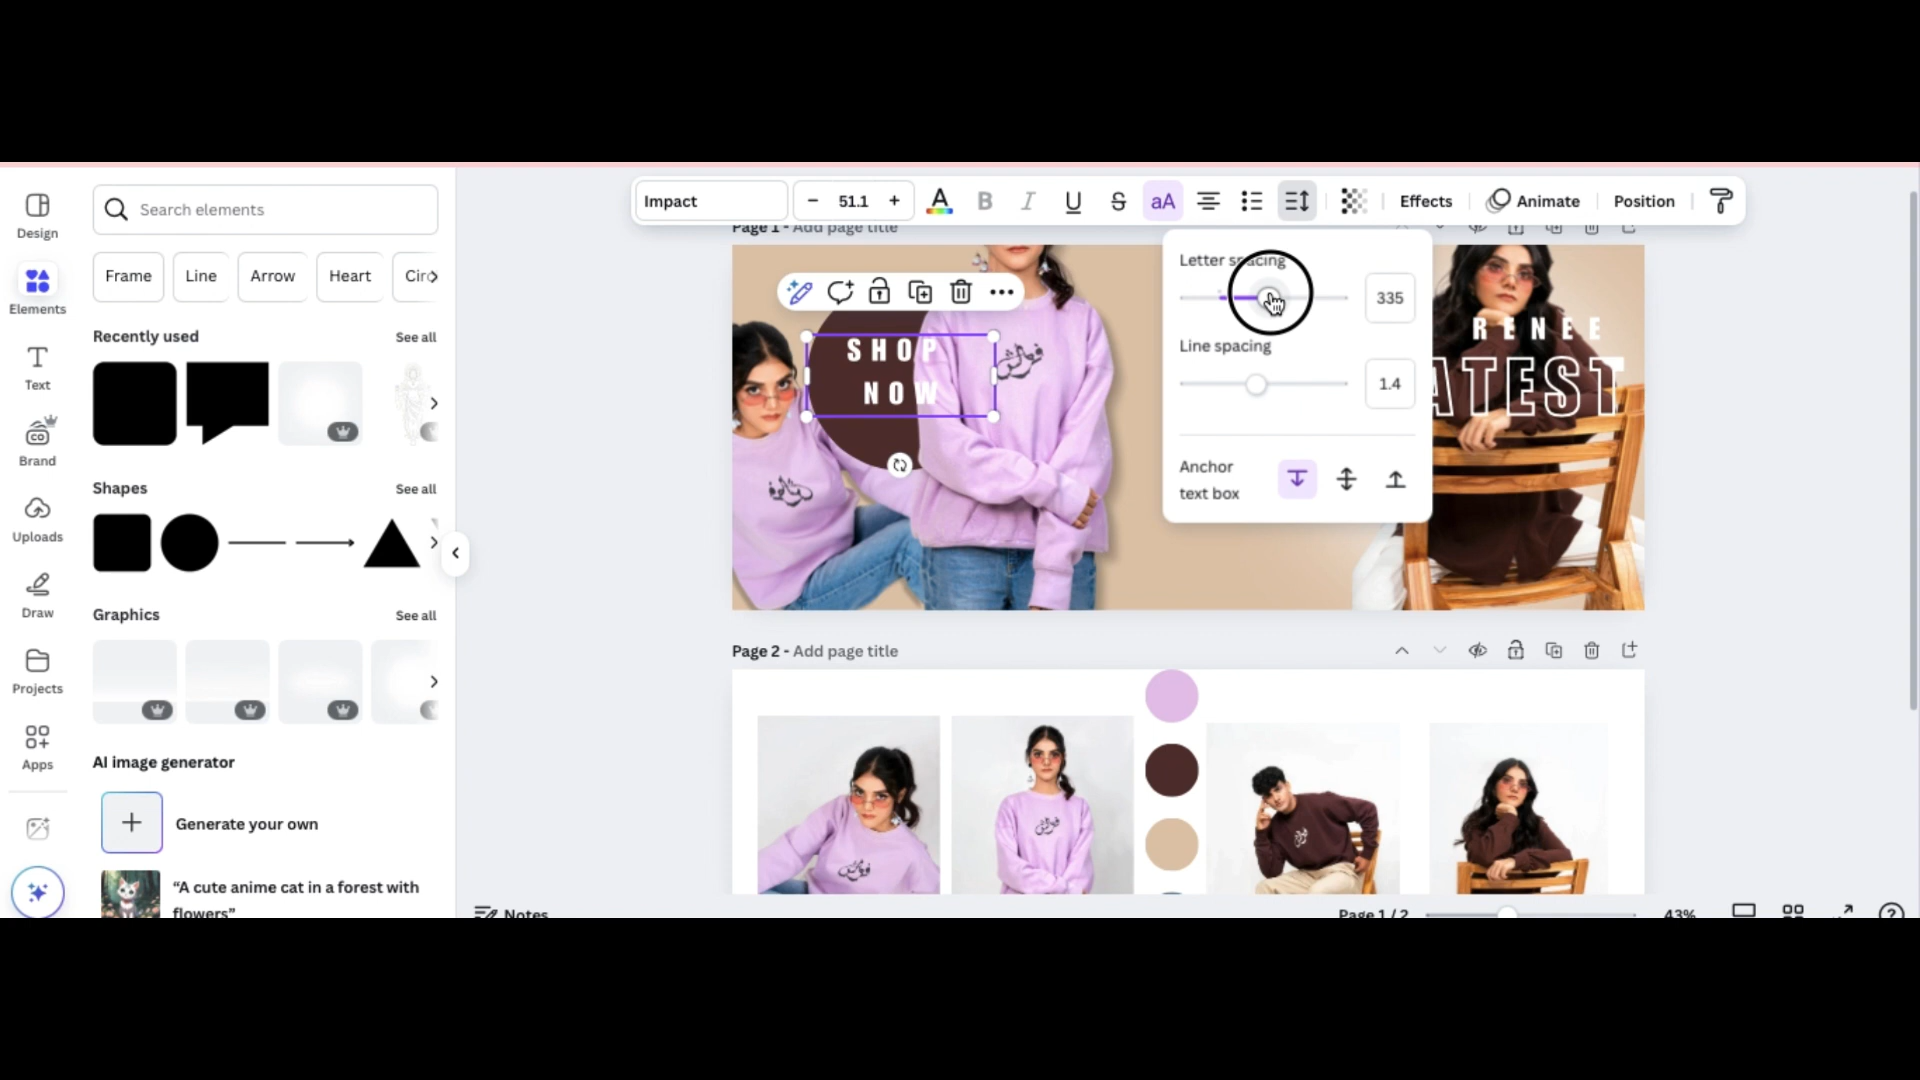 Impact
– 51.1 +
A B I U S aA
Effects
Animate
Position
Design
Elements
Text
Brand
Uploads
Draw
Projects
Apps
Search elements
Frame
Line
Arrow
Heart
Circ
Recently used
See all
Shapes
See all
Graphics
See all
AI image generator
Generate your own
“A cute anime cat in a forest with
flowers”
Page 1 - Add page title
SHOP
NOW
Letter spacing
335
Line spacing
1.4
Anchor
text box
RENEE
ATEST
Page 2 - Add page title
Notes
Page 1 / 2
43%